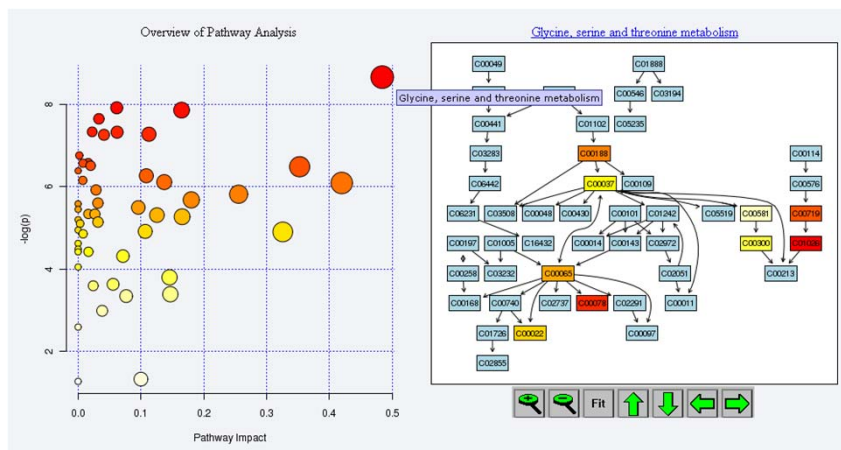 Overview of Pathway Analysis
-log(p)
8
6
4
2
0.0 0.1 0.2 0.3 0.4 0.5
Pathway Impact
Glycine, serine and threonine metabolism
Glycine, serine and threonine metabolism
C00049 C01888
C00546 C03194
C00441 C01102 C05235
C03283 C00188 C00114
C06442 C00037 C00109 C00576
C06231 C03508 C00048 C00430 C00101 C01242 C05519 C00581 C00719
C00197 C01005 C16432 C00014 C00143 C02972 C00300
C00258 C03232 C00065 C02051 C00213
C00168 C00740 C02737 C00078 C02291 C00011
C01726 C00022 C00097
C02855
Fit